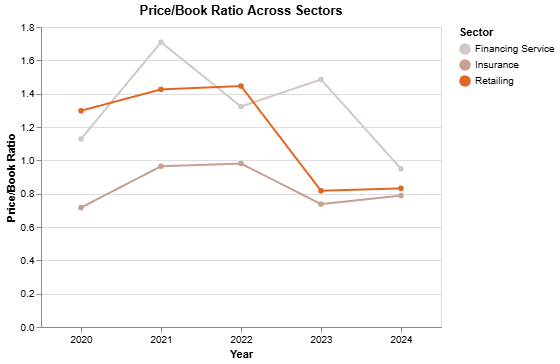 Price/Book Ratio Across Sectors
Sector
Financing Service
Insurance
Retailing
Price/Book Ratio
1.8
1.6
1.4
1.2
1.0
0.8
0.6
0.4
0.2
0.0
2020 2021 2022 2023 2024
Year